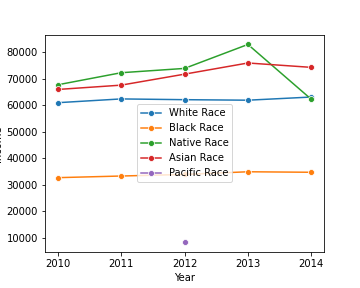 80000
70000
60000
50000
40000
30000
20000
10000
White Race
Black Race
Native Race
Asian Race
Pacific Race
2010 2011 2012 2013 2014
Year